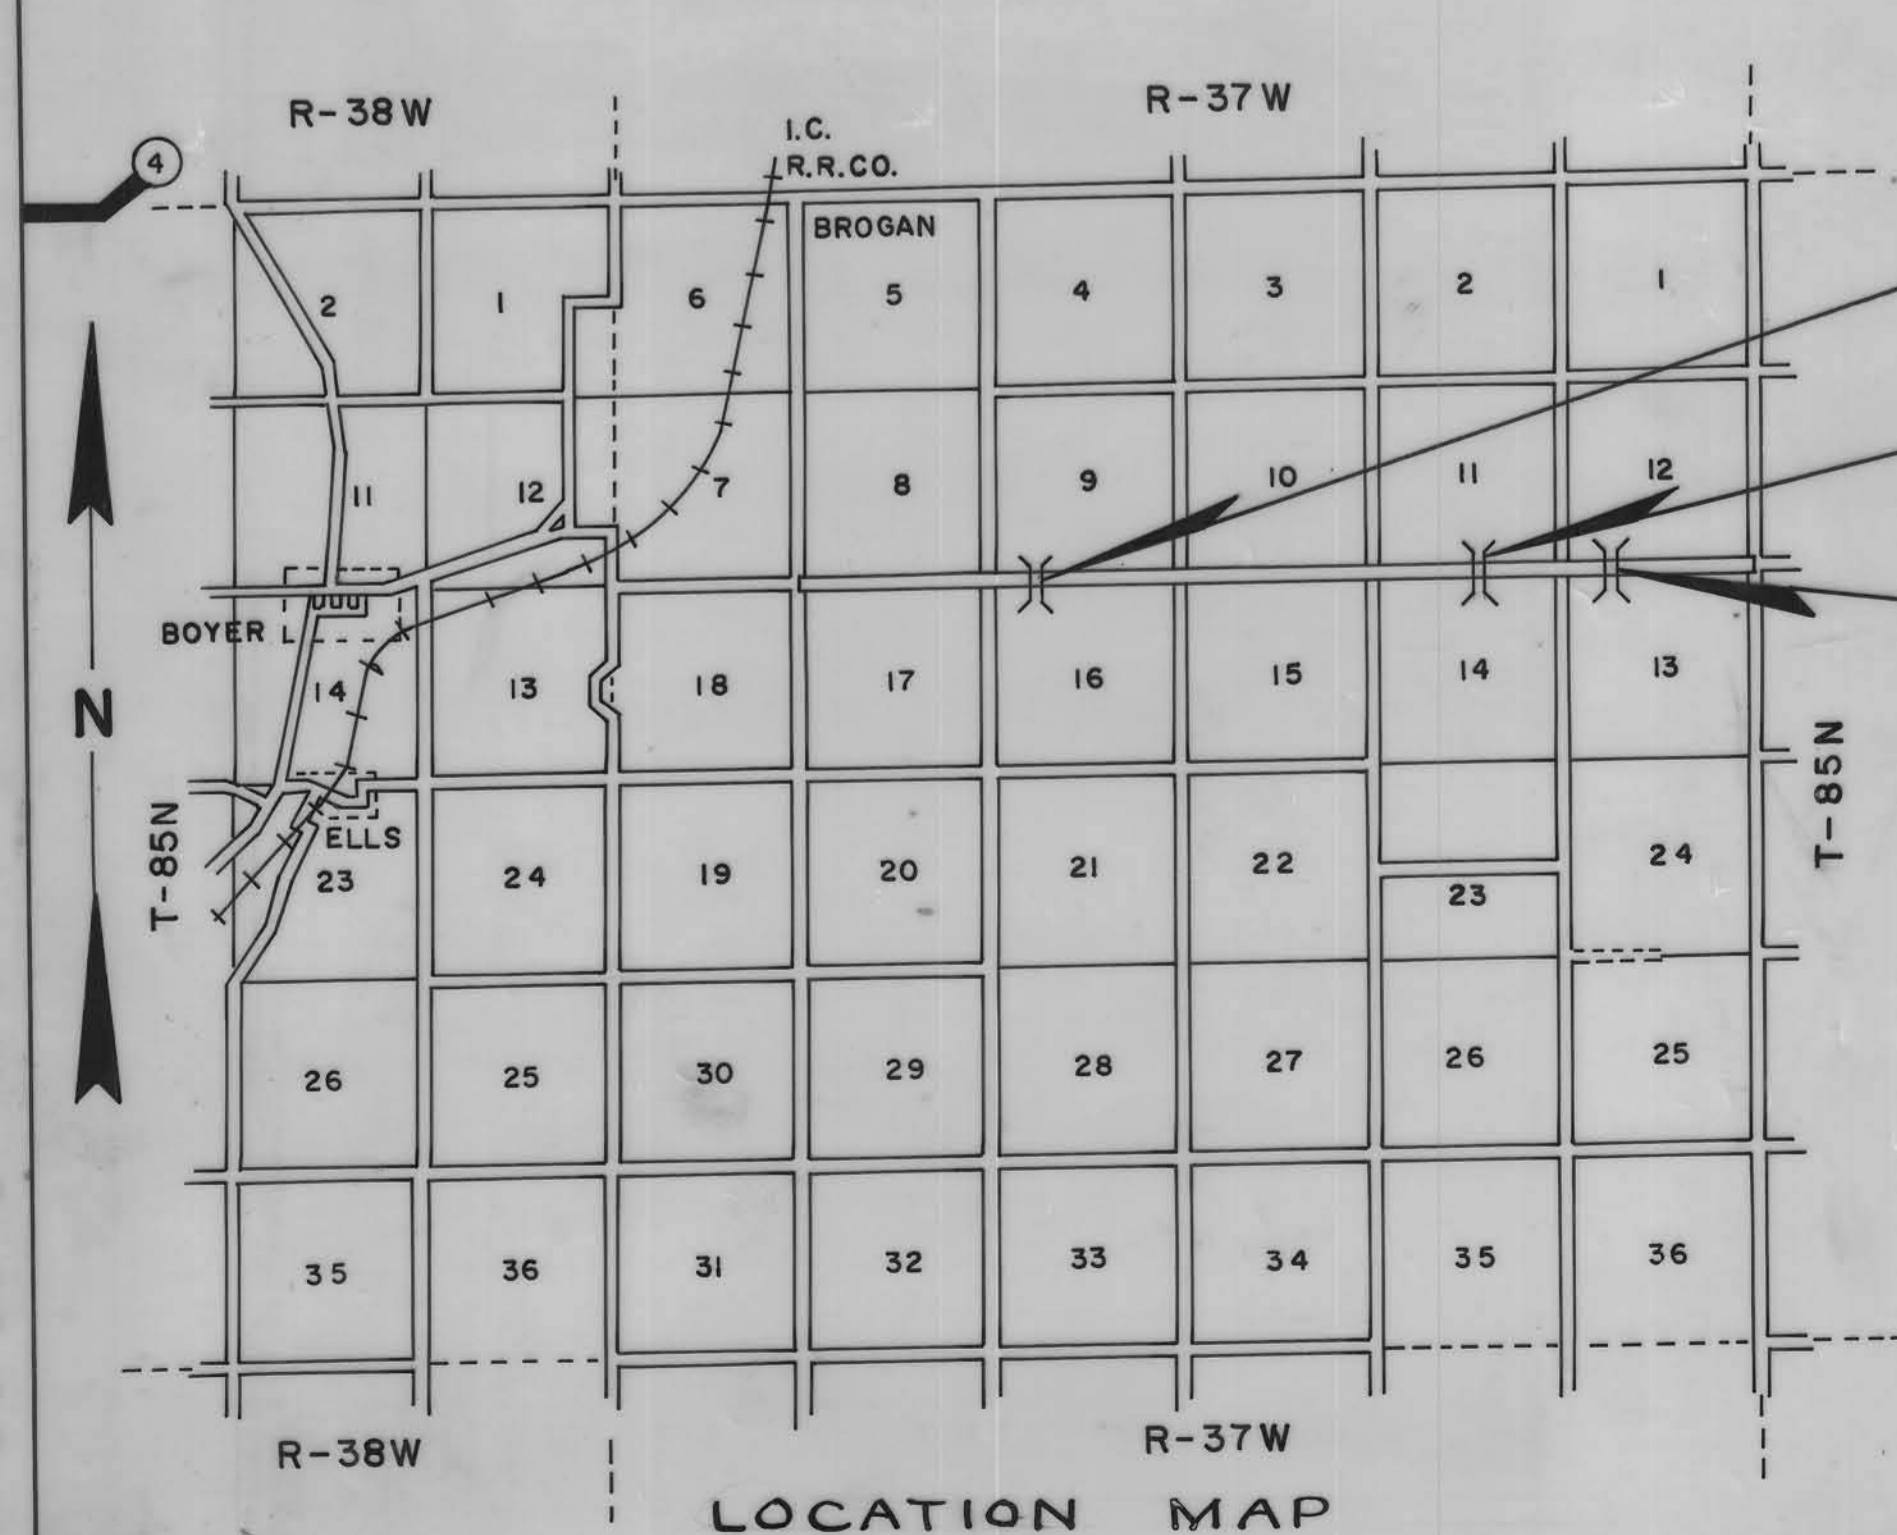 R-38W R-37W
I.C.
R.R.CO.
4
BROGAN
2 1 6 5 4 3 2 1
11 12 7 8 9 10 11 12
BOYER
14 13 18 17 16 15 14 13
N
T-85N T-85N
ELLS
23 24 19 20 21 22 23 24
26 25 30 29 28 27 26 25
35 36 31 32 33 34 35 36
R-38W R-37W
LOCATION MAP